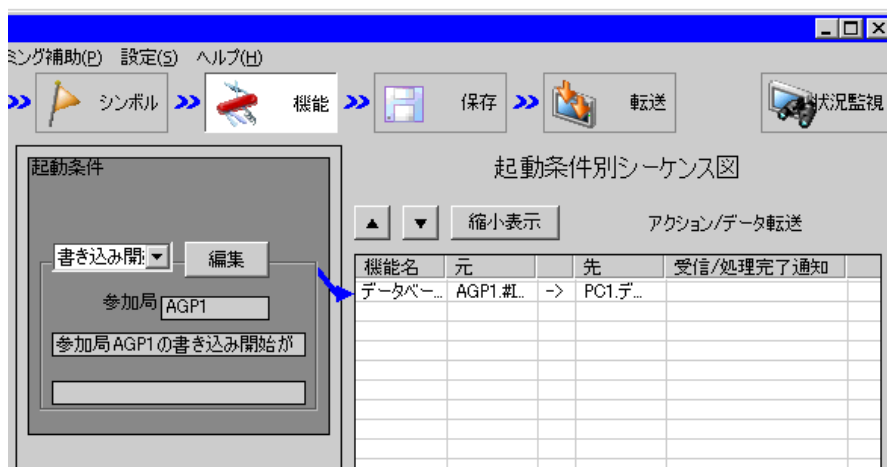 ミング補助(P) 設定(S) ヘルプ(H)
シンボル 機能 保存 転送 状況監視
起動条件
起動条件別シーケンス図
▲ ▼ 縮小表示 アクション/データ転送
書き込み開 編集
機能名 元 先 受信/処理完了通知
データベー... AGP1.#I... -> PC1.デ...
参加局 AGP1
参加局AGP1の書き込み開始が